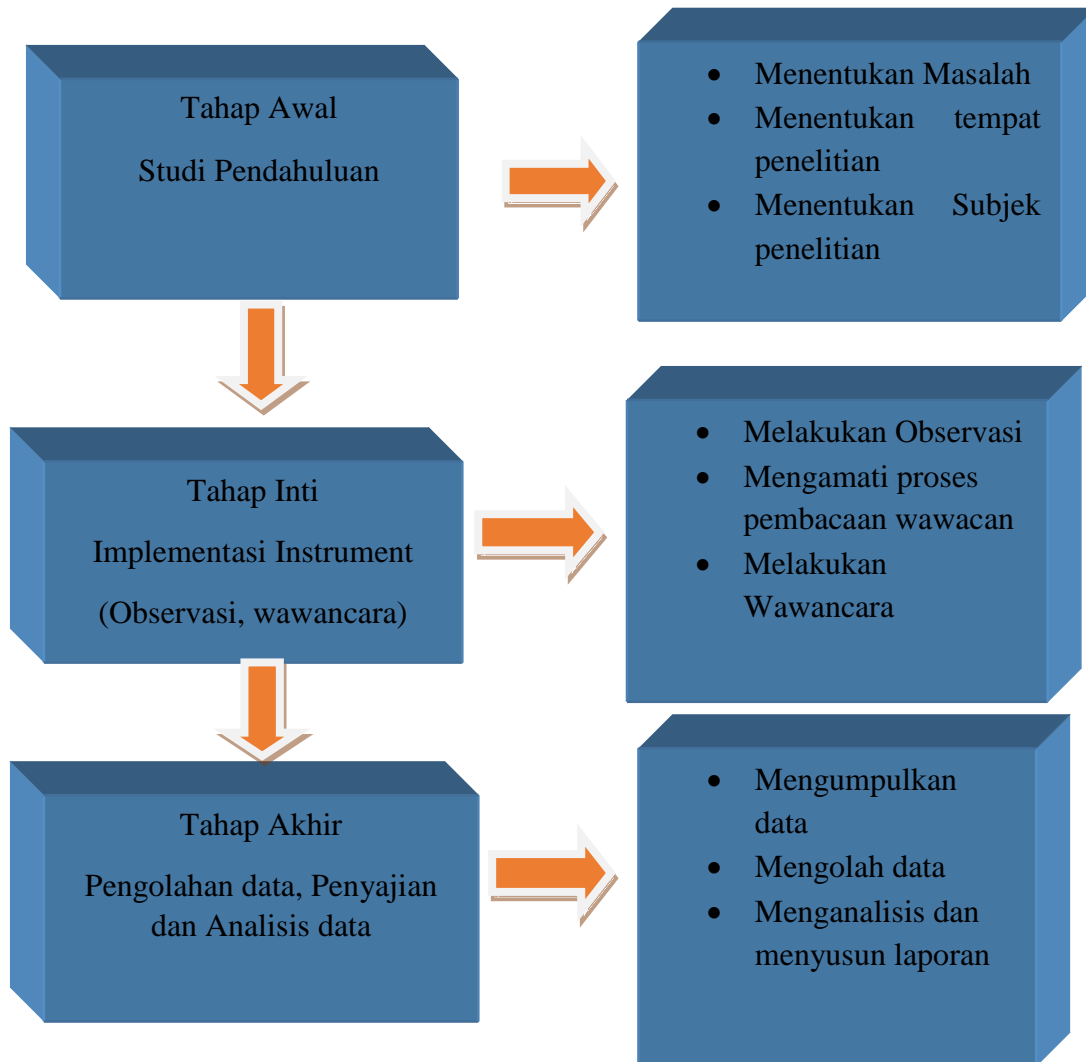 Tahap Awal
Studi Pendahuluan
• Menentukan Masalah
• Menentukan tempat
penelitian
• Menentukan Subjek
penelitian
Tahap Inti
Implementasi Instrument
(Observasi, wawancara)
• Melakukan Observasi
• Mengamati proses
pembacaan wawacan
• Melakukan
Wawancara
Tahap Akhir
Pengolahan data, Penyajian
dan Analisis data
• Mengumpulkan
data
• Mengolah data
• Menganalisis dan
menyusun laporan